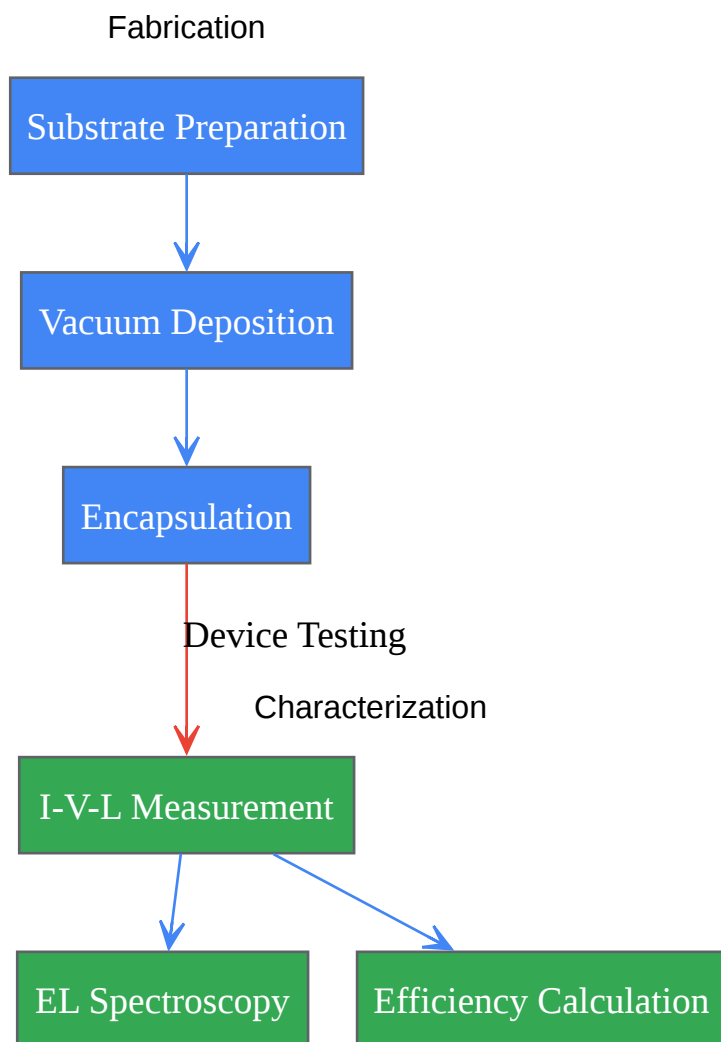 Fabrication
Substrate Preparation
Vacuum Deposition
Encapsulation
Device Testing
Characterization
I-V-L Measurement
EL Spectroscopy
Efficiency Calculation